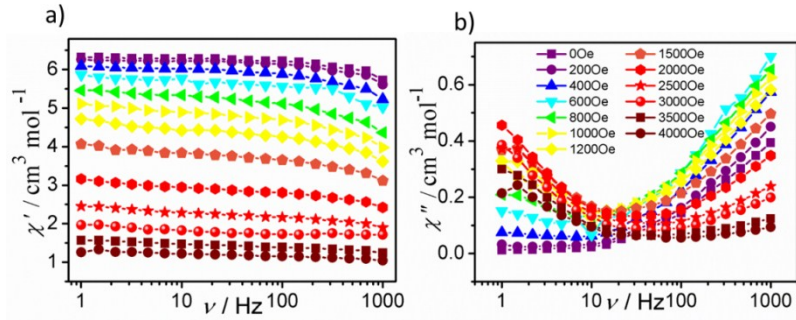 a)
b)
6
5
4
3
2
1
χ′ / cm³ mol⁻¹
1
10
100
1000
ν / Hz
0.6
0.4
0.2
0.0
χ″ / cm³ mol⁻¹
0Oe
200Oe
400Oe
600Oe
800Oe
1000Oe
1200Oe
1500Oe
2000Oe
2500Oe
3000Oe
3500Oe
4000Oe
1
10
100
1000
ν / Hz